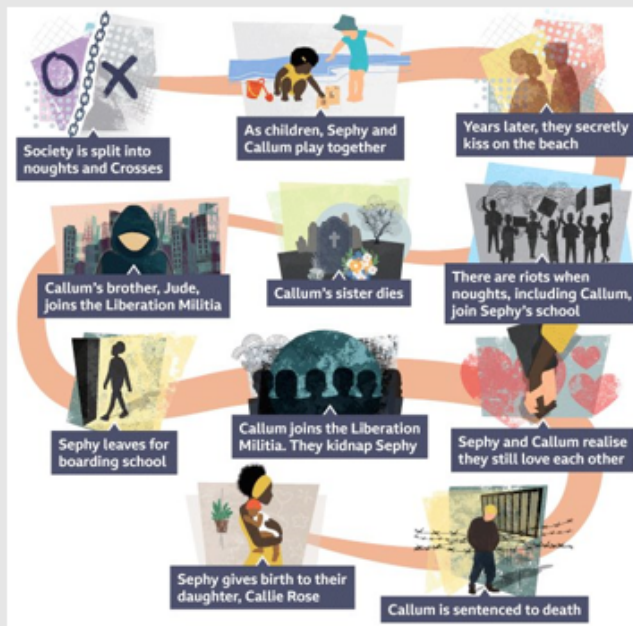 O X
Society is split into
noughts and Crosses
As children, Sephy and
Callum play together
Years later, they secretly
kiss on the beach
There are riots when
noughts, including Callum,
join Sephy's school
Callum's sister dies
Callum's brother, Jude,
joins the Liberation Militia
Sephy leaves for
boarding school
Callum joins the Liberation
Militia. They kidnap Sephy
Sephy and Callum realise
they still love each other
Callum is sentenced to death
Sephy gives birth to their
daughter, Callie Rose